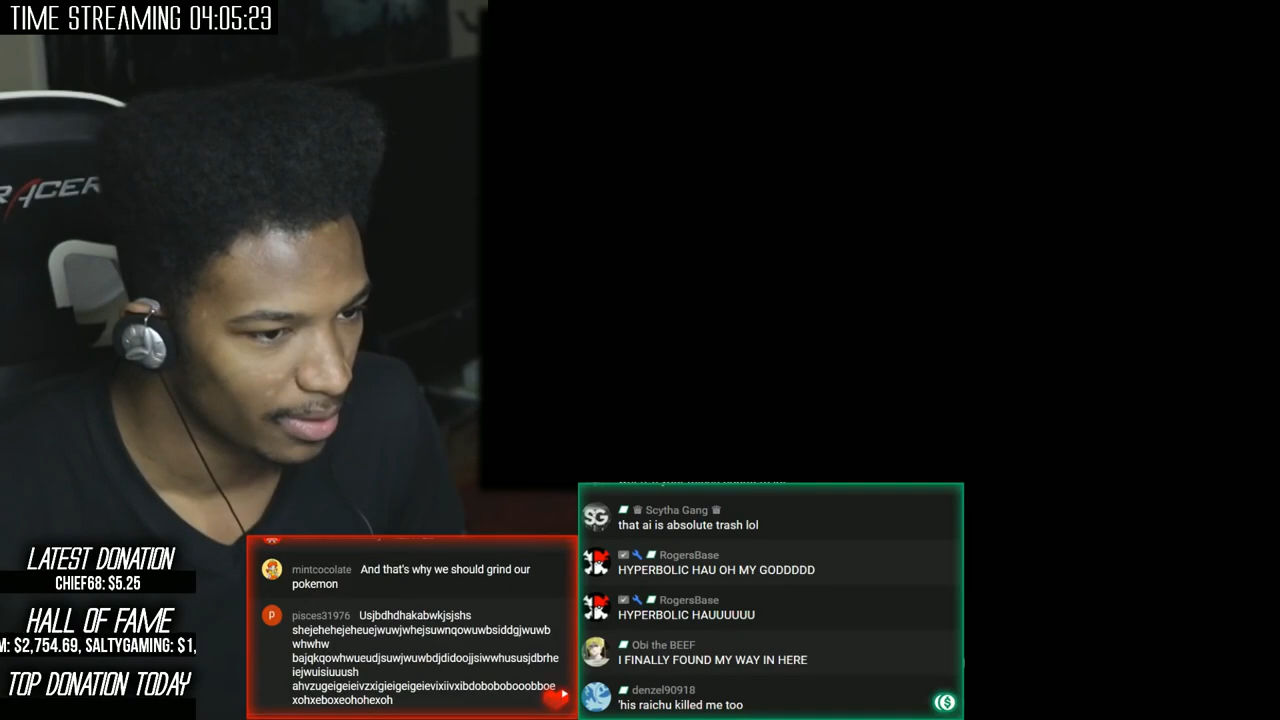 TIME STREAMING 04:05:23
RACER
LATEST DONATION
CHIEF68: $5.25
HALL OF FAME
M: $2,754.69, SALTYGAMING: $1,
TOP DONATION TODAY
mintcocolate And that's why we should grind our
pokemon
P pisces31976 Usjbdhdhakabwkjsjshs
shejehehejeheuejwuwjwhejsuwnqowuwbsiddgjwuwb
whwhw
bajqkqowhwueudjsuwjwuwbdjdidoojjsiwwhususjdbrhe
iejwuisiuuush
ahvzugeigeieivzxigieigeigeievixiivxibdobobobooobboe
xohxeboxeohohexoh
SG Scytha Gang
that ai is absolute trash lol
RogersBase
HYPERBOLIC HAU OH MY GODDDDD
RogersBase
HYPERBOLIC HAUUUUUU
Obi the BEEF
I FINALLY FOUND MY WAY IN HERE
denzel90918
'his raichu killed me too